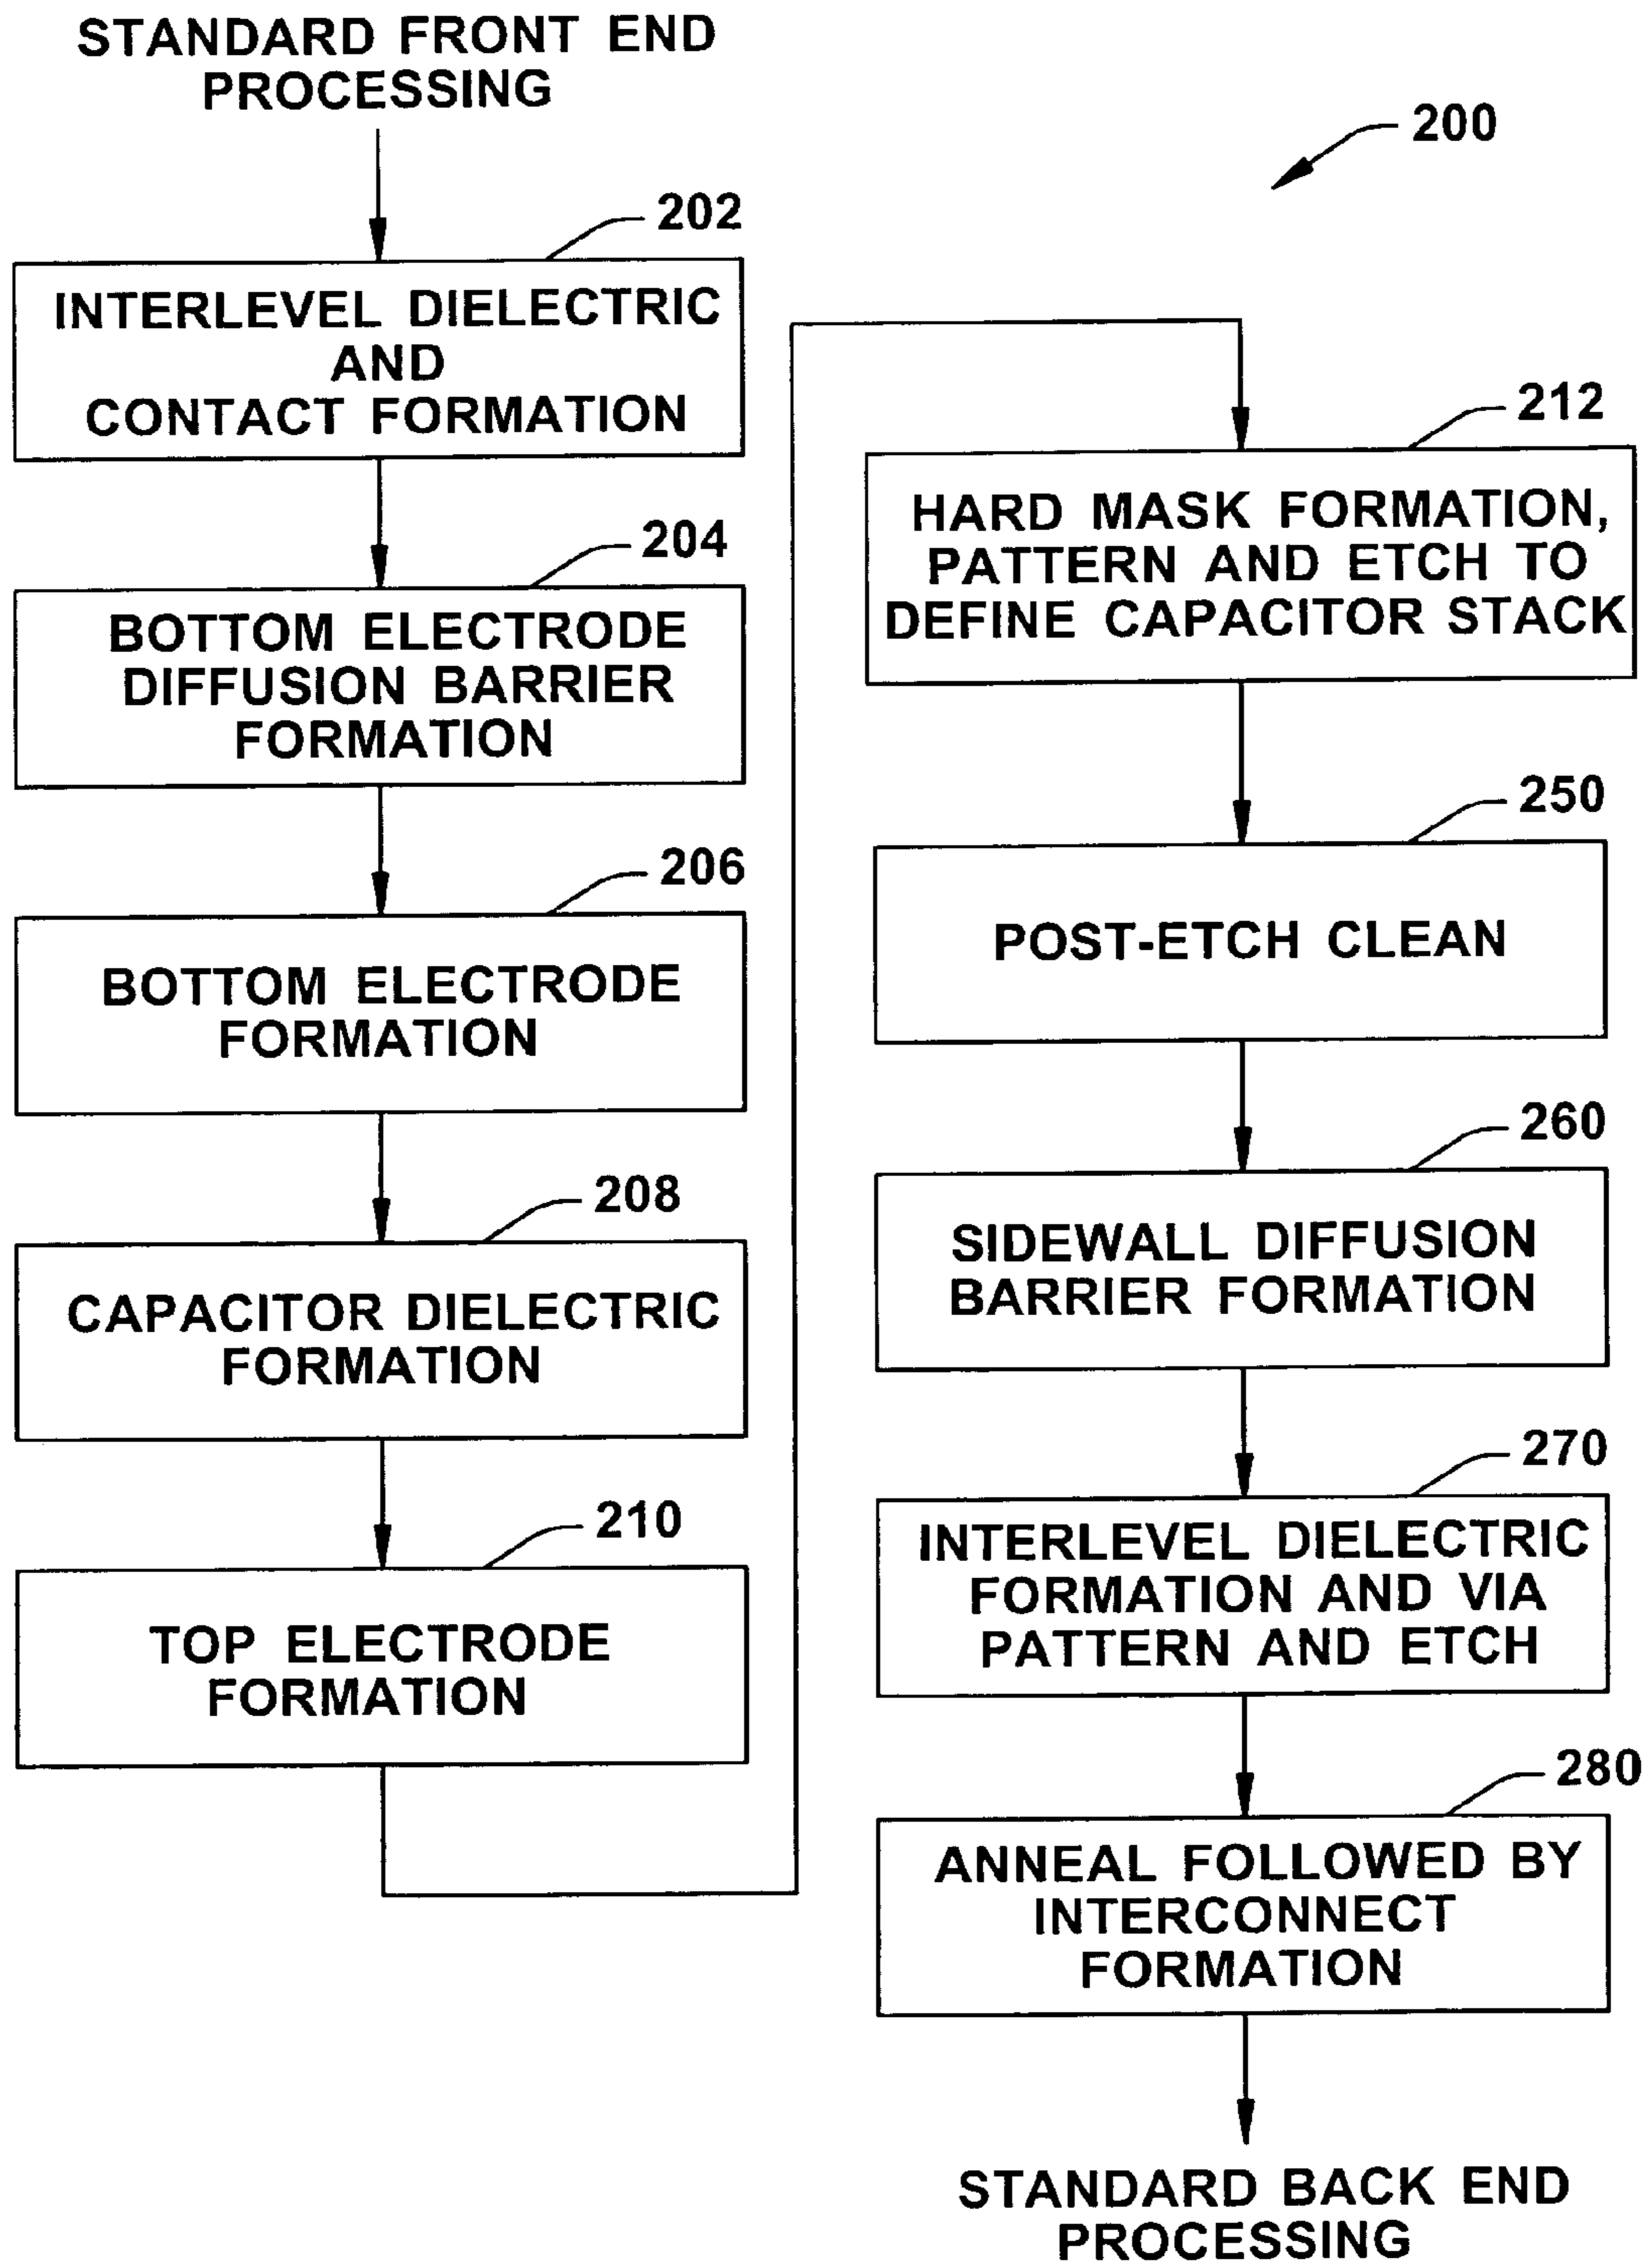 STANDARD FRONT END
PROCESSING
200
202
INTERLEVEL DIELECTRIC
AND
CONTACT FORMATION
204
BOTTOM ELECTRODE
DIFFUSION BARRIER
FORMATION
206
BOTTOM ELECTRODE
FORMATION
208
CAPACITOR DIELECTRIC
FORMATION
210
TOP ELECTRODE
FORMATION
212
HARD MASK FORMATION,
PATTERN AND ETCH TO
DEFINE CAPACITOR STACK
250
POST-ETCH CLEAN
260
SIDEWALL DIFFUSION
BARRIER FORMATION
270
INTERLEVEL DIELECTRIC
FORMATION AND VIA
PATTERN AND ETCH
280
ANNEAL FOLLOWED BY
INTERCONNECT
FORMATION
STANDARD BACK END
PROCESSING